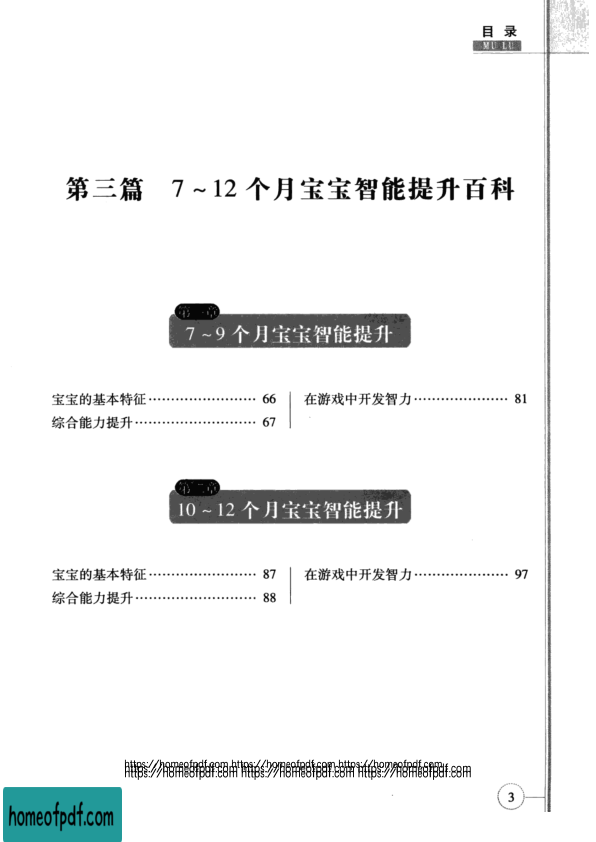 目 录
MU LU
第三篇 7～12个月宝宝智能提升百科
第一章
7～9个月宝宝智能提升
宝宝的基本特征……………………66
综合能力提升………………………67
在游戏中开发智力…………………81
第二章
10～12个月宝宝智能提升
宝宝的基本特征……………………87
综合能力提升………………………88
在游戏中开发智力…………………97
https://homeofpdf.com https://homeofpdf.com https://homeofpdf.com
https://homeofpdf.com https://homeofpdf.com https://homeofpdf.com
3
homeofpdf.com